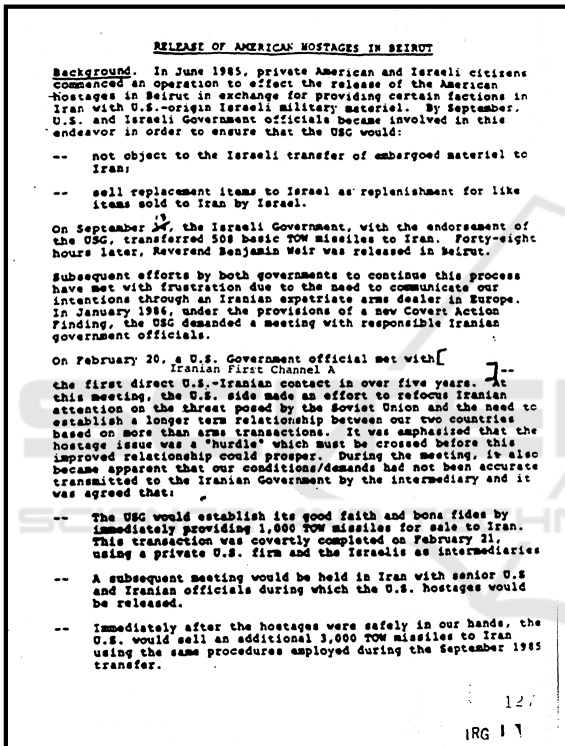 RELEASE OF AMERICAN HOSTAGES IN BEIRUT
Background. In June 1985, private American and Israeli citizens
commenced an operation to effect the release of the American
hostages in Beirut in exchange for providing certain factions in
Iran with U.S.-origin Israeli military materiel. By September,
U.S. and Israeli Government officials became involved in this
endeavor in order to ensure that the USG would:
-- not object to the Israeli transfer of embargoed materiel to
Iran;
-- sell replacement items to Israel as replenishment for like
items sold to Iran by Israel.
On September , the Israeli Government, with the endorsement of
the USG, transferred 508 basic TOW missiles to Iran. Forty-eight
hours later, Reverend Benjamin Weir was released in Beirut.
Subsequent efforts by both governments to continue this process
have met with frustration due to the need to communicate our
intentions through an Iranian expatriate arms dealer in Europe.
In January 1986, under the provisions of a new Covert Action
Finding, the USG demanded a meeting with responsible Iranian
government officials.
On February 20, a U.S. Government official met with [
Iranian First Channel A ]--
the first direct U.S.-Iranian contact in over five years. At
this meeting, the U.S. side made an effort to refocus Iranian
attention on the threat posed by the Soviet Union and the need to
establish a longer term relationship between our two countries
based on more than arms transactions. It was emphasized that the
hostage issue was a "hurdle" which must be crossed before this
improved relationship could prosper. During the meeting, it also
became apparent that our conditions/demands had not been accurate
transmitted to the Iranian Government by the intermediary and it
was agreed that:
-- The USG would establish its good faith and bona fides by
immediately providing 1,000 TOW missiles for sale to Iran.
This transaction was covertly completed on February 21,
using a private U.S. firm and the Israelis as intermediaries
-- A subsequent meeting would be held in Iran with senior U.S
and Iranian officials during which the U.S. hostages would
be released.
-- Immediately after the hostages were safely in our hands, the
U.S. would sell an additional 3,000 TOW missiles to Iran
using the same procedures employed during the September 1985
transfer.